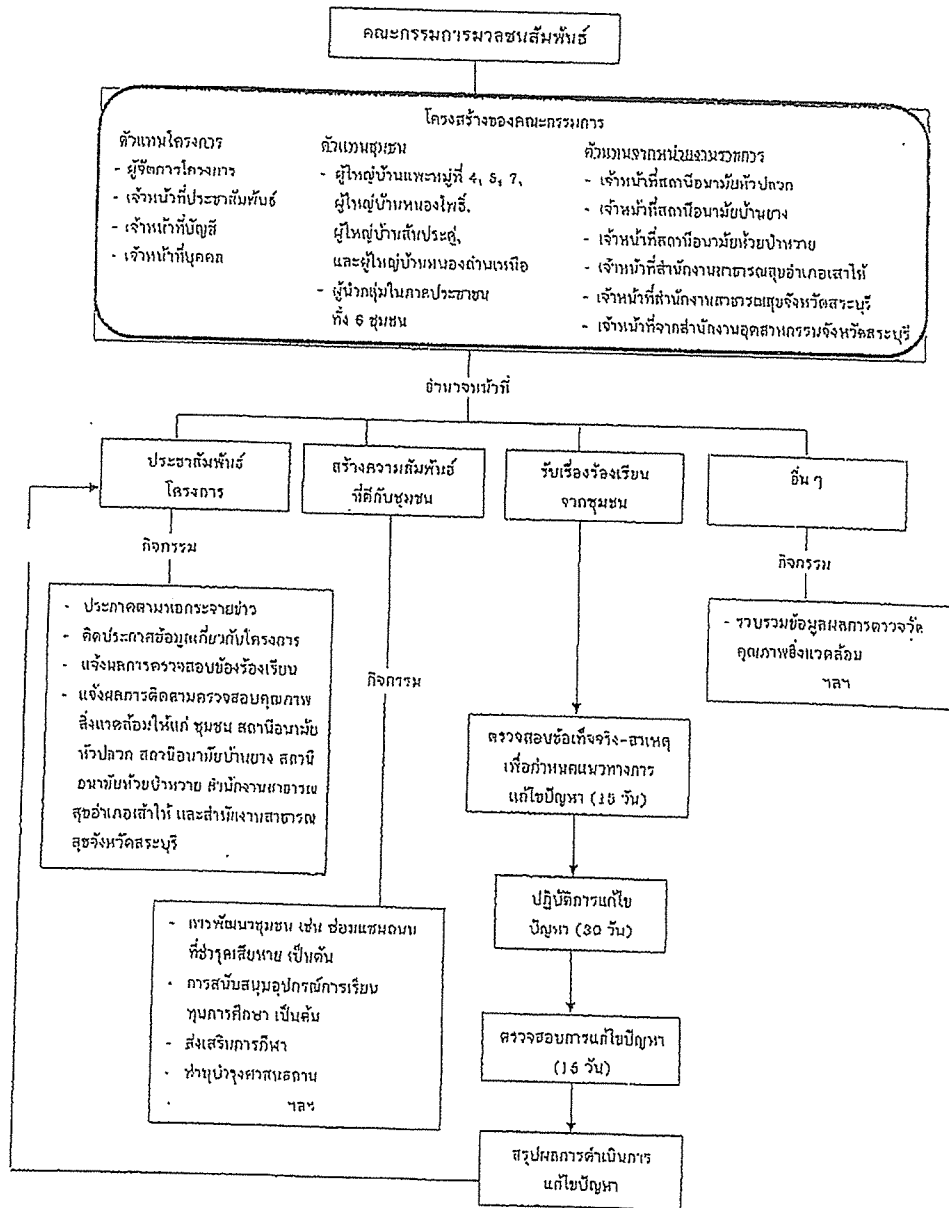 คณะกรรมการมวลชนสัมพันธ์
โครงสร้างของคณะกรรมการ
ตัวแทนโครงการ
- ผู้จัดการโครงการ
- เจ้าหน้าที่ประชาสัมพันธ์
- เจ้าหน้าที่บัญชี
- เจ้าหน้าที่บุคคล
ตัวแทนชุมชน
- ผู้ใหญ่บ้านแพะหมู่ที่ 4, 5, 7,
ผู้ใหญ่บ้านหนองโพธิ์,
ผู้ใหญ่บ้านสันประดู่,
และผู้ใหญ่บ้านหนองถ่านเหนือ
- ผู้นำกลุ่มในภาคประชาชน
ทั้ง 6 ชุมชน
ตัวแทนจากหน่วยงานราชการ
- เจ้าหน้าที่สถานีอนามัยหัวปลวก
- เจ้าหน้าที่สถานีอนามัยบ้านยาง
- เจ้าหน้าที่สถานีอนามัยห้วยป่าหวาย
- เจ้าหน้าที่สำนักงานสาธารณสุขอำเภอเสาไห้
- เจ้าหน้าที่สำนักงานสาธารณสุขจังหวัดสระบุรี
- เจ้าหน้าที่จากสำนักงานอุตสาหกรรมจังหวัดสระบุรี
อำนาจหน้าที่
ประชาสัมพันธ์
โครงการ
สร้างความสัมพันธ์
ที่ดีกับชุมชน
รับเรื่องร้องเรียน
จากชุมชน
อื่น ๆ
กิจกรรม
- ประกาศตามหอกระจายข่าว
- ติดประกาศข้อมูลเกี่ยวกับโครงการ
- แจ้งผลการตรวจสอบข้อร้องเรียน
- แจ้งผลการติดตามตรวจสอบคุณภาพ
สิ่งแวดล้อมให้แก่ ชุมชน สถานีอนามัย
หัวปลวก สถานีอนามัยบ้านยาง สถานี
อนามัยห้วยป่าหวาย สำนักงานสาธารณ
สุขอำเภอเสาไห้ และสำนักงานสาธารณ
สุขจังหวัดสระบุรี
กิจกรรม
- การพัฒนาชุมชน เช่น ซ่อมแซมถนน
ที่ชำรุดเสียหาย เป็นต้น
- การสนับสนุนอุปกรณ์การเรียน
ทุนการศึกษา เป็นต้น
- ส่งเสริมการกีฬา
- ทำนุบำรุงศาสนสถาน
- ฯลฯ
ตรวจสอบข้อเท็จจริง-สาเหตุ
เพื่อกำหนดแนวทางการ
แก้ไขปัญหา (15 วัน)
ปฏิบัติการแก้ไข
ปัญหา (30 วัน)
ตรวจสอบการแก้ไขปัญหา
(15 วัน)
สรุปผลการดำเนินการ
แก้ไขปัญหา
กิจกรรม
- รวบรวมข้อมูลผลการตรวจวัด
คุณภาพสิ่งแวดล้อม
ฯลฯ